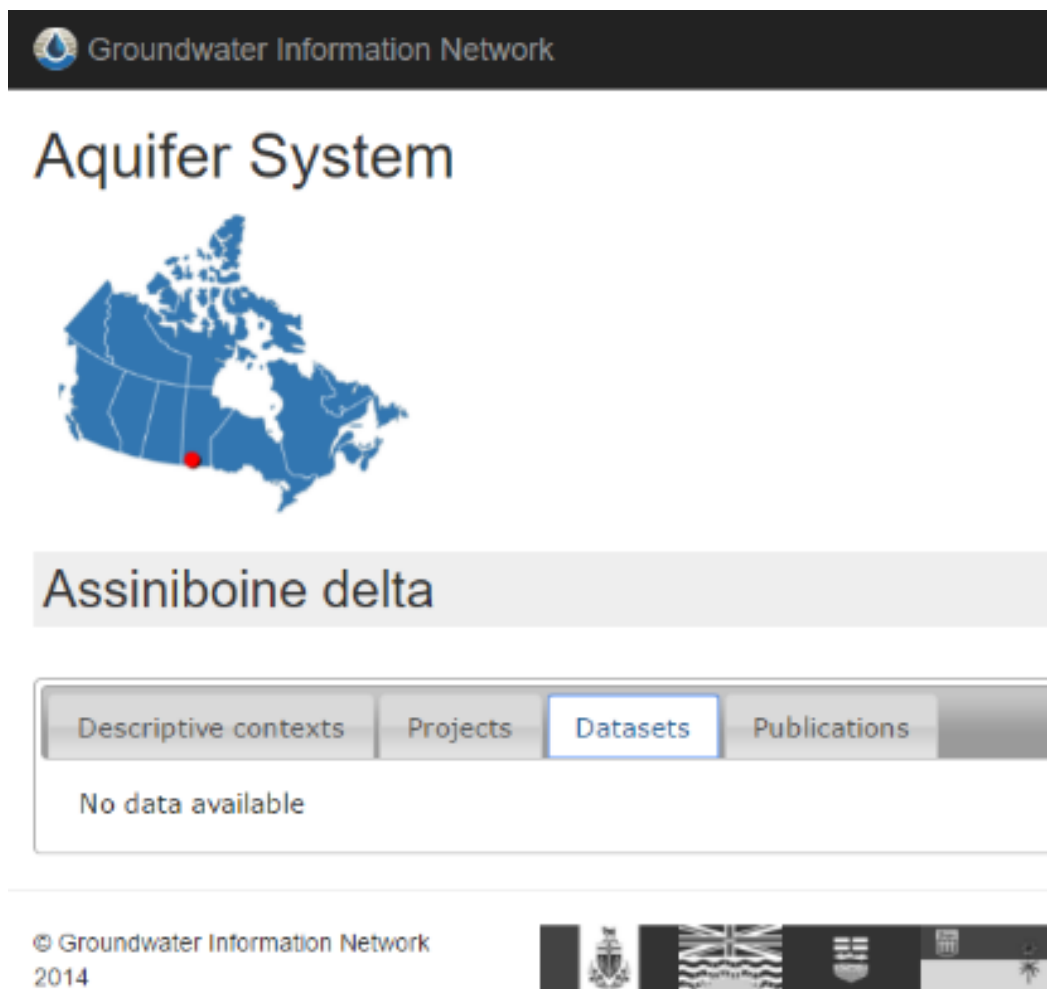 Groundwater Information Network
Aquifer System
Assiniboine delta
Descriptive contexts Projects Datasets Publications
No data available
© Groundwater Information Network
2014